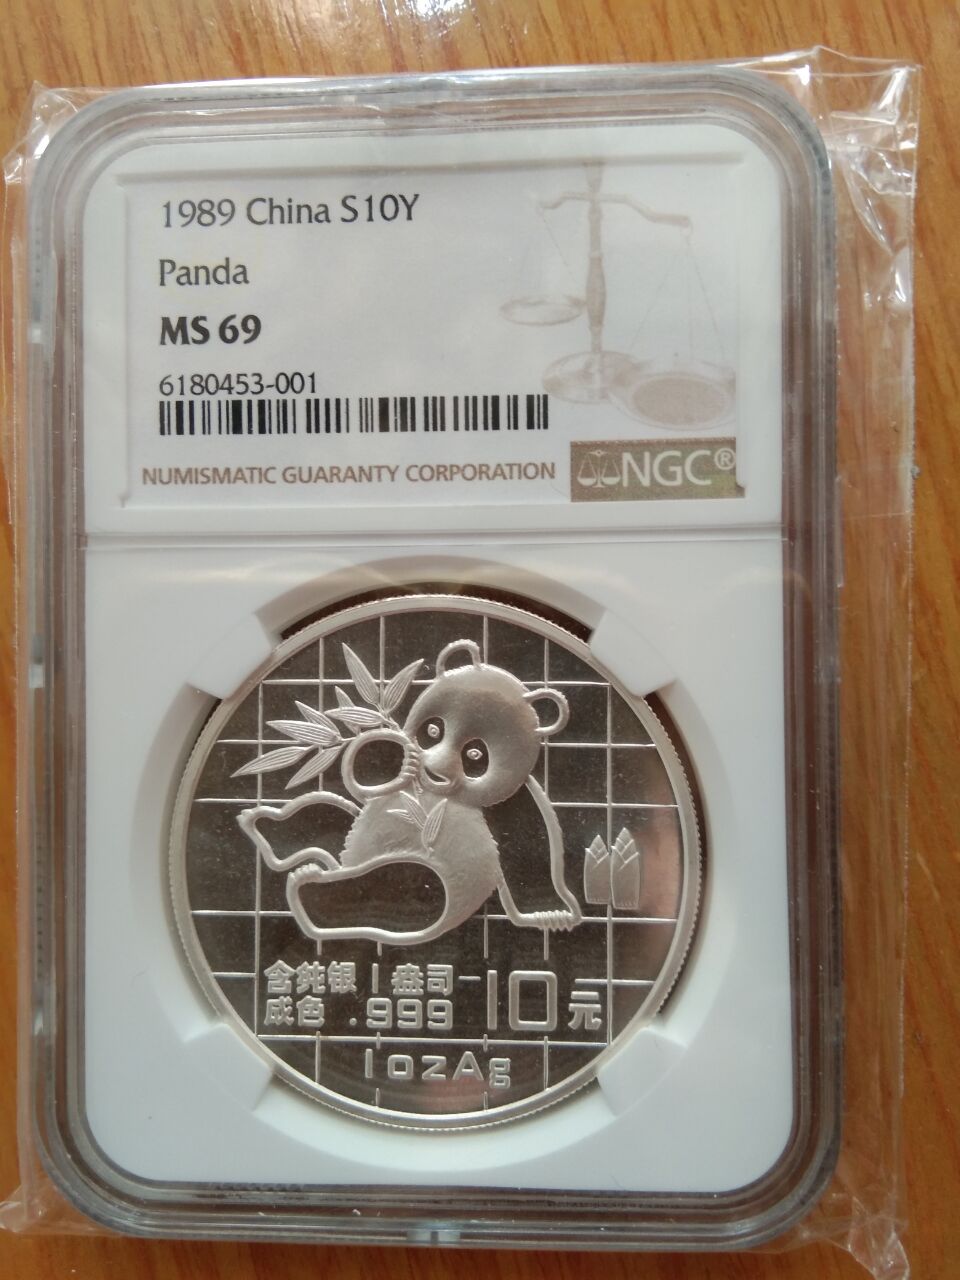 1989 China S10Y
Panda
MS 69
6180453-001
NUMISMATIC GUARANTY CORPORATION
NGC®
含纯银 1 盎司
成色 .999
10元
1ozAg